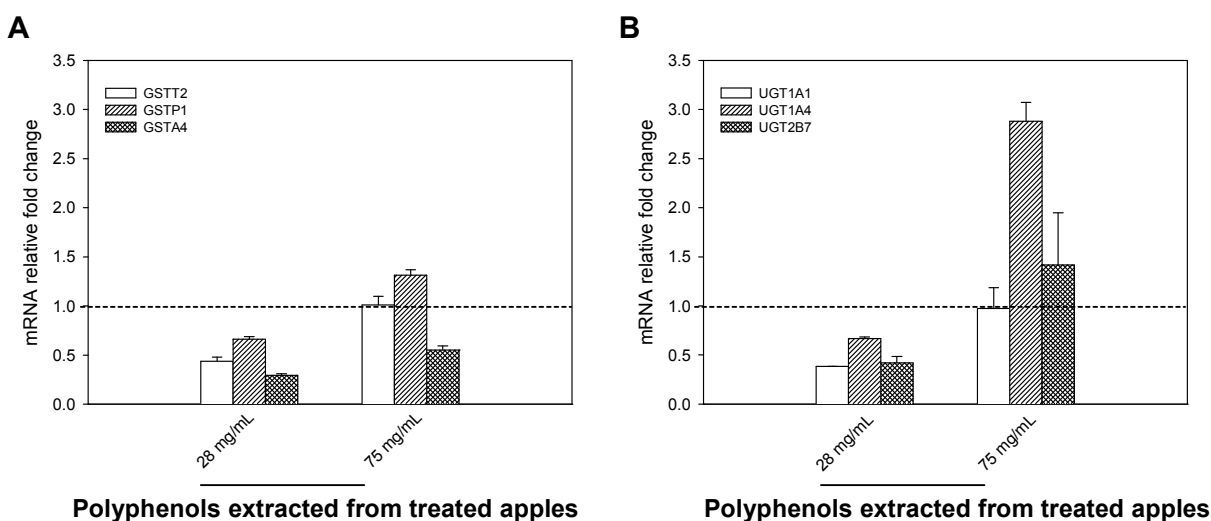 A
mRNA relative fold change
3.5
3.0
2.5
2.0
1.5
1.0
0.5
0.0
GSTT2
GSTP1
GSTA4
28 mg/mL
75 mg/mL
Polyphenols extracted from treated apples
B
mRNA relative fold change
3.5
3.0
2.5
2.0
1.5
1.0
0.5
0.0
UGT1A1
UGT1A4
UGT2B7
28 mg/mL
75 mg/mL
Polyphenols extracted from treated apples